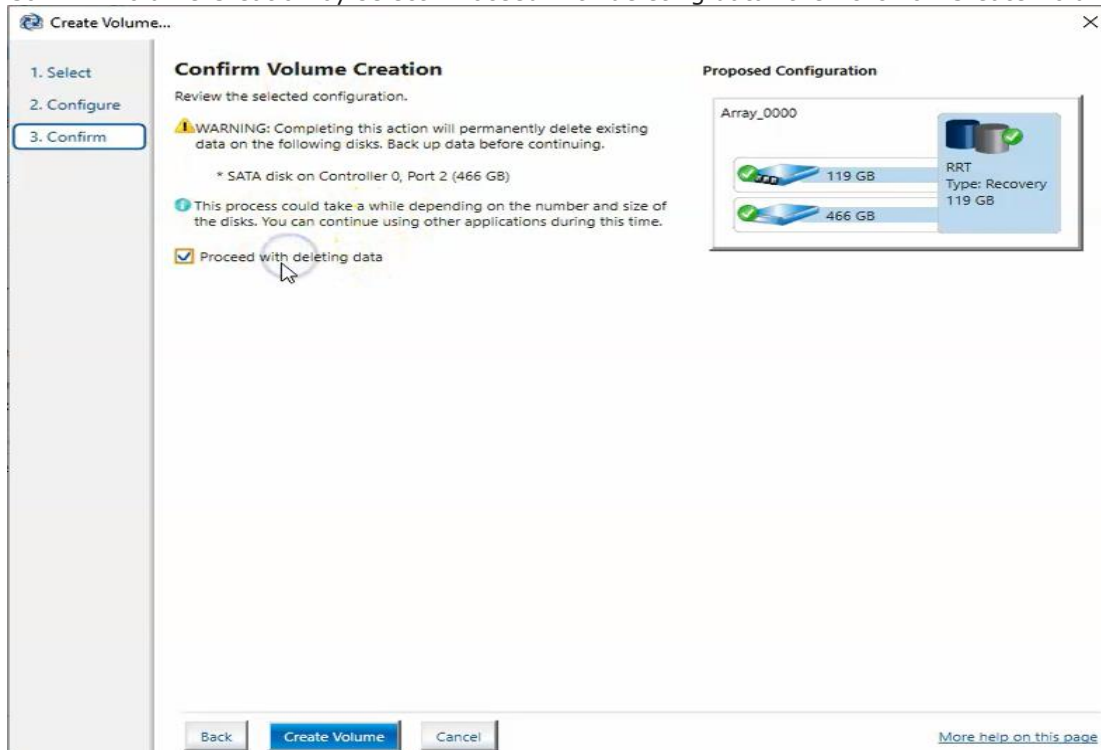 Create Volume...
1. Select
2. Configure
3. Confirm
Confirm Volume Creation
Review the selected configuration.
WARNING: Completing this action will permanently delete existing
data on the following disks. Back up data before continuing.
* SATA disk on Controller 0, Port 2 (466 GB)
This process could take a while depending on the number and size of
the disks. You can continue using other applications during this time.
Proceed with deleting data
Proposed Configuration
Array_0000
119 GB
466 GB
RRT
Type: Recovery
119 GB
Back
Create Volume
Cancel
More help on this page